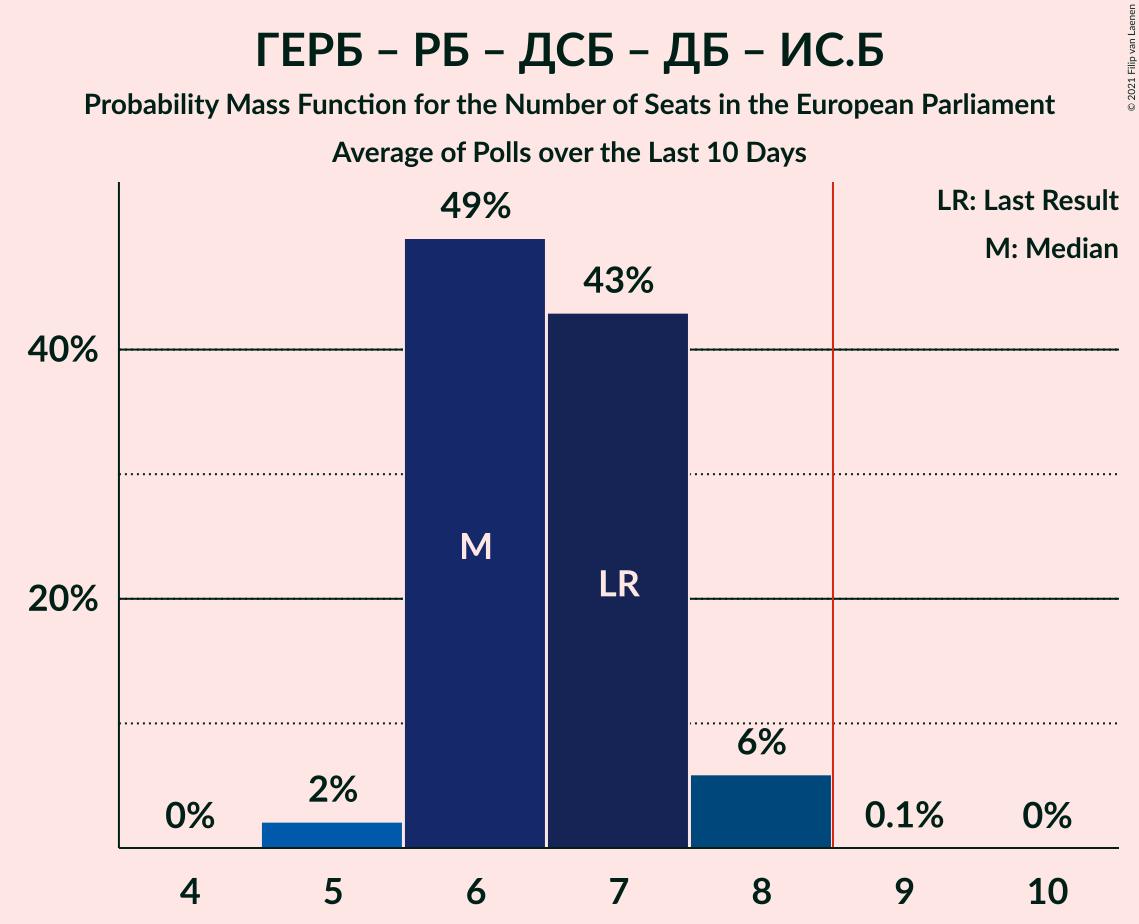 ГЕРБ – РБ – ДСБ – ДБ – ИС.Б
Probability Mass Function for the Number of Seats in the European Parliament
Average of Polls over the Last 10 Days
© 2021 Filip van Laenen
LR: Last Result
M: Median
49%
43%
40%
M
LR
20%
6%
2%
0%
0.1%
0%
4 5 6 7 8 9 10